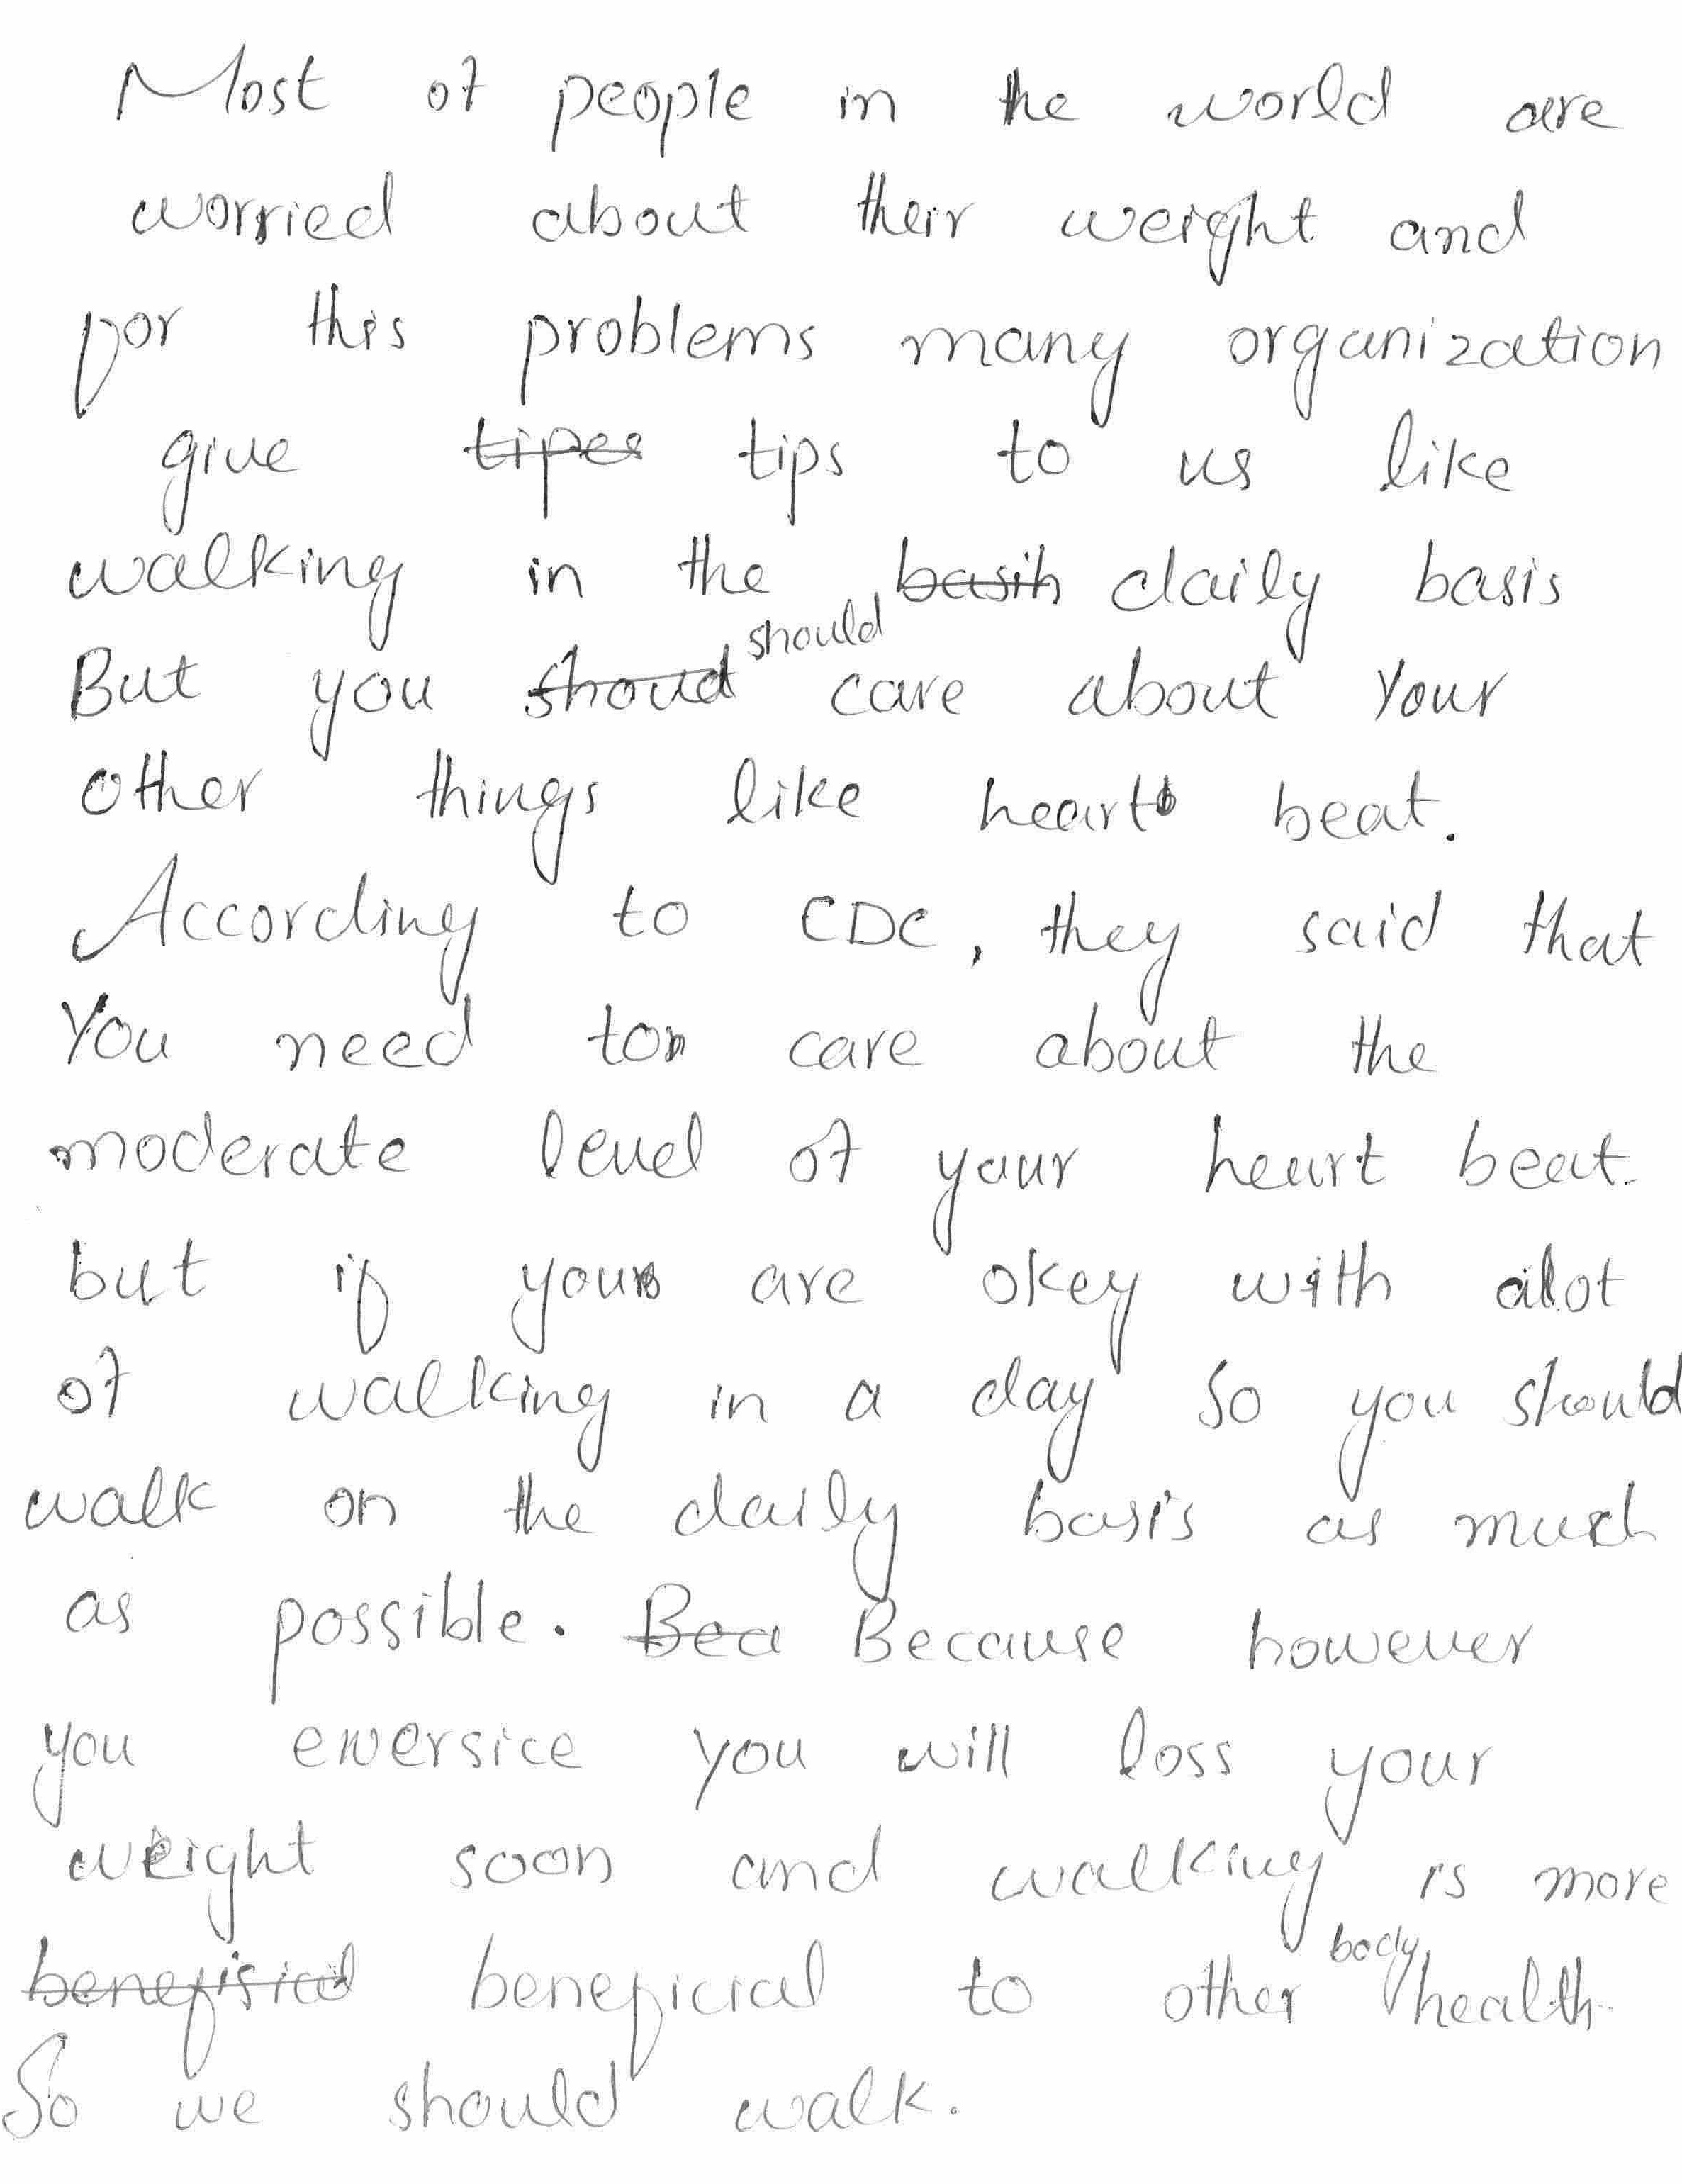 Most of people in the world are
worried about their weight and
for this problems many organization
give tipes tips to us like
walking in the basih daily basis
But you shoud should care about your
other things like heart beat.
According to CDC, they said that
You need to care about the
moderate level of your heart beat.
but if you are okey with alot
of walking in a day so you should
walk on the daily basis as much
as possible. Bea Because however
you exersice you will loss your
weight soon and walking is more
benefisical beneficial to other body health.
So we should walk.